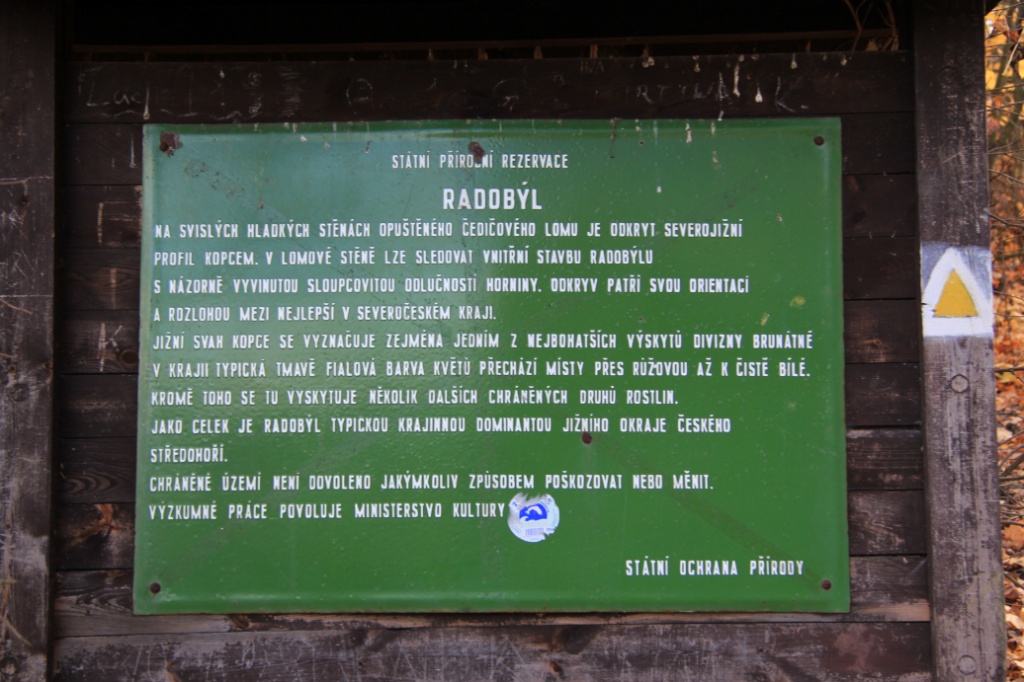 STÁTNÍ PŘÍRODNÍ REZERVACE
RADOBÝL
NA SVISLÝCH HLADKÝCH STĚNÁCH OPUŠTĚNÉHO ČEDIČOVÉHO LOMU JE ODKRYT SEVEROJIŽNÍ
PROFIL KOPCEM. V LOMOVÉ STĚNĚ LZE SLEDOVAT VNITŘNÍ STAVBU RADOBÝLU
S NÁZORNĚ VYVINUTOU SLOUPCOVITOU ODLUČNOSTÍ HORNINY. ODKRYV PATŘÍ SVOU ORIENTACÍ
A ROZLOHOU MEZI NEJLEPŠÍ V SEVEROČESKÉM KRAJI.
JIŽNÍ SVAH KOPCE SE VYZNAČUJE ZEJMÉNA JEDNÍM Z NEJBOHATŠÍCH VÝSKYTŮ DIVIZNY BRUNÁTNÉ
V KRAJI! TYPICKÁ TMAVĚ FIALOVÁ BARVA KVĚTŮ PŘECHÁZÍ MÍSTY PŘES RŮŽOVOU AŽ K ČISTĚ BÍLÉ.
KROMĚ TOHO SE TU VYSKYTUJE NĚKOLIK DALŠÍCH CHRÁNĚNÝCH DRUHŮ ROSTLIN.
JAKO CELEK JE RADOBÝL TYPICKOU KRAJINNOU DOMINANTOU JIŽNÍHO OKRAJE ČESKÉHO
STŘEDOHOŘÍ.
CHRÁNĚNÉ ÚZEMÍ NENÍ DOVOLENO JAKÝMKOLIV ZPŮSOBEM POŠKOZOVAT NEBO MĚNIT.
VÝZKUMNÉ PRÁCE POVOLUJE MINISTERSTVO KULTURY
STÁTNÍ OCHRANA PŘÍRODY